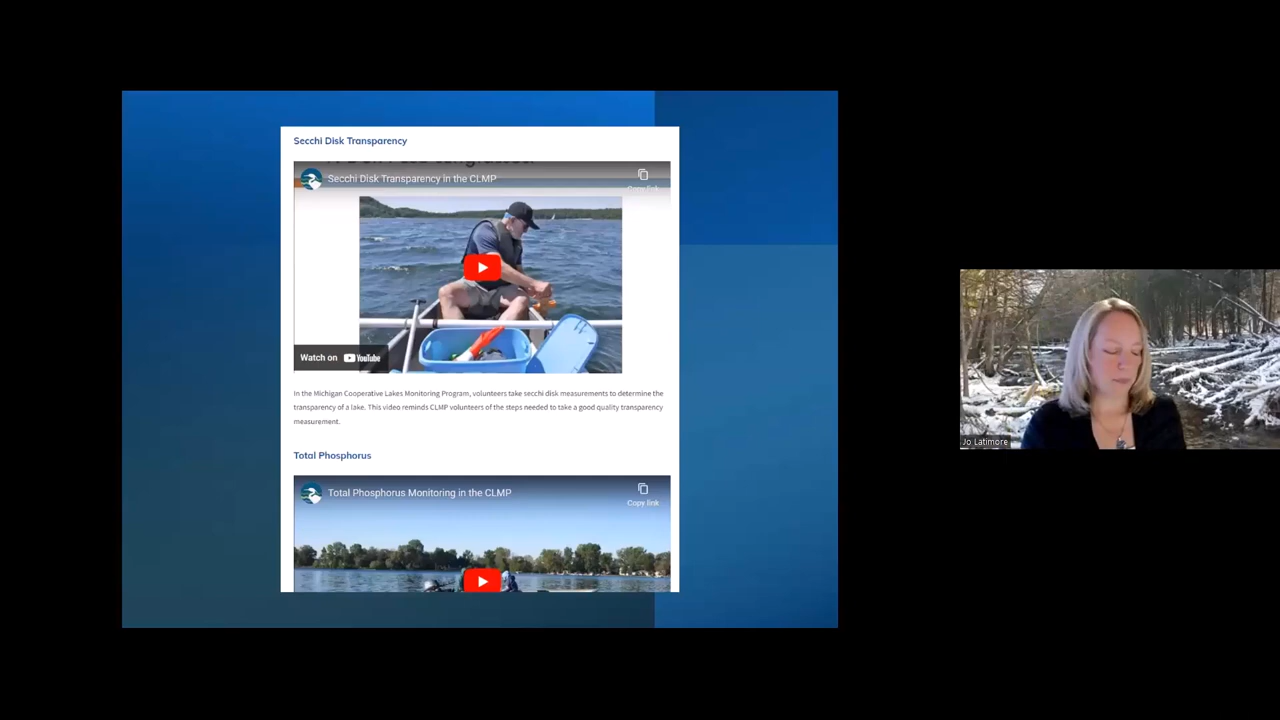 Secchi Disk Transparency
Secchi Disk Transparency in the CLMP
Copy link
Watch on YouTube
In the Michigan Cooperative Lakes Monitoring Program, volunteers take secchi disk measurements to determine the
transparency of a lake. This video reminds CLMP volunteers of the steps needed to take a good quality transparency
measurement.
Total Phosphorus
Total Phosphorus Monitoring in the CLMP
Copy link
Jo Latimore